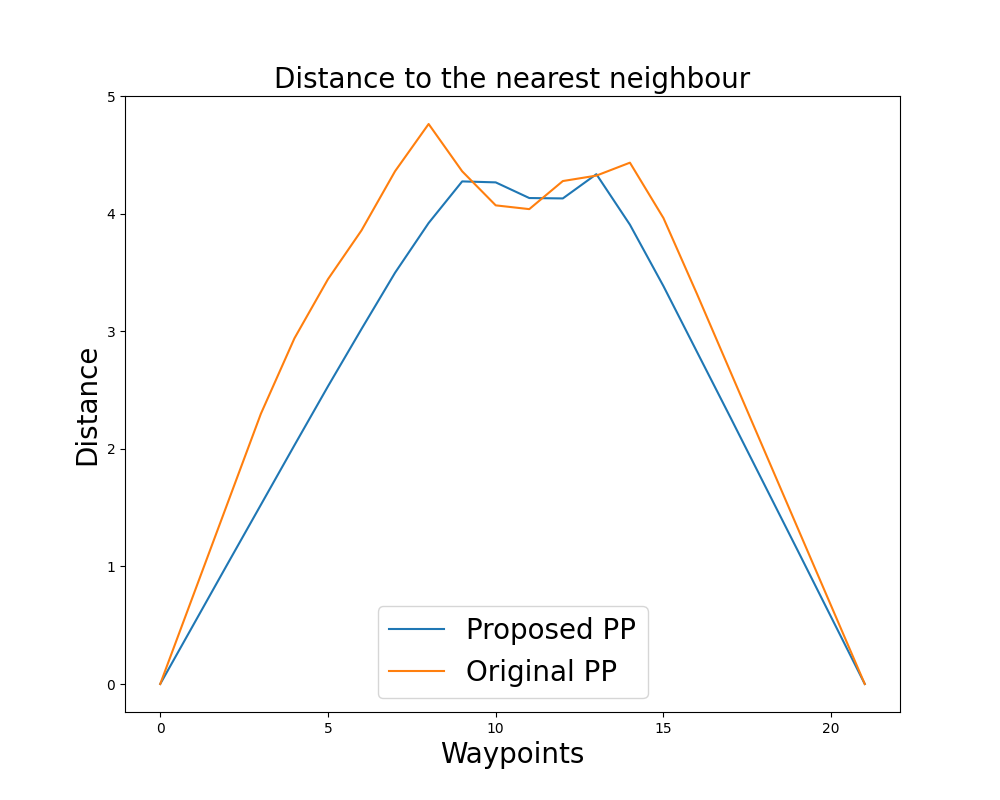 Distance to the nearest neighbour
5
4
3
2
1
0
Distance
Proposed PP
Original PP
0 5 10 15 20
Waypoints